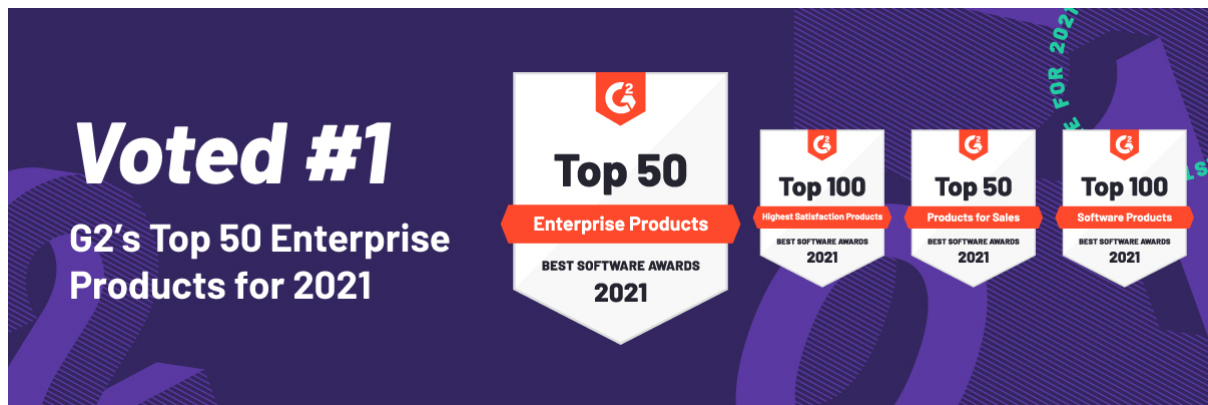 Voted #1
G2's Top 50 Enterprise
Products for 2021
G2
Top 50
Enterprise Products
BEST SOFTWARE AWARDS
2021
G2
Top 100
Highest Satisfaction Products
BEST SOFTWARE AWARDS
2021
G2
Top 50
Products for Sales
BEST SOFTWARE AWARDS
2021
G2
Top 100
Software Products
BEST SOFTWARE AWARDS
2021
FOR 2021